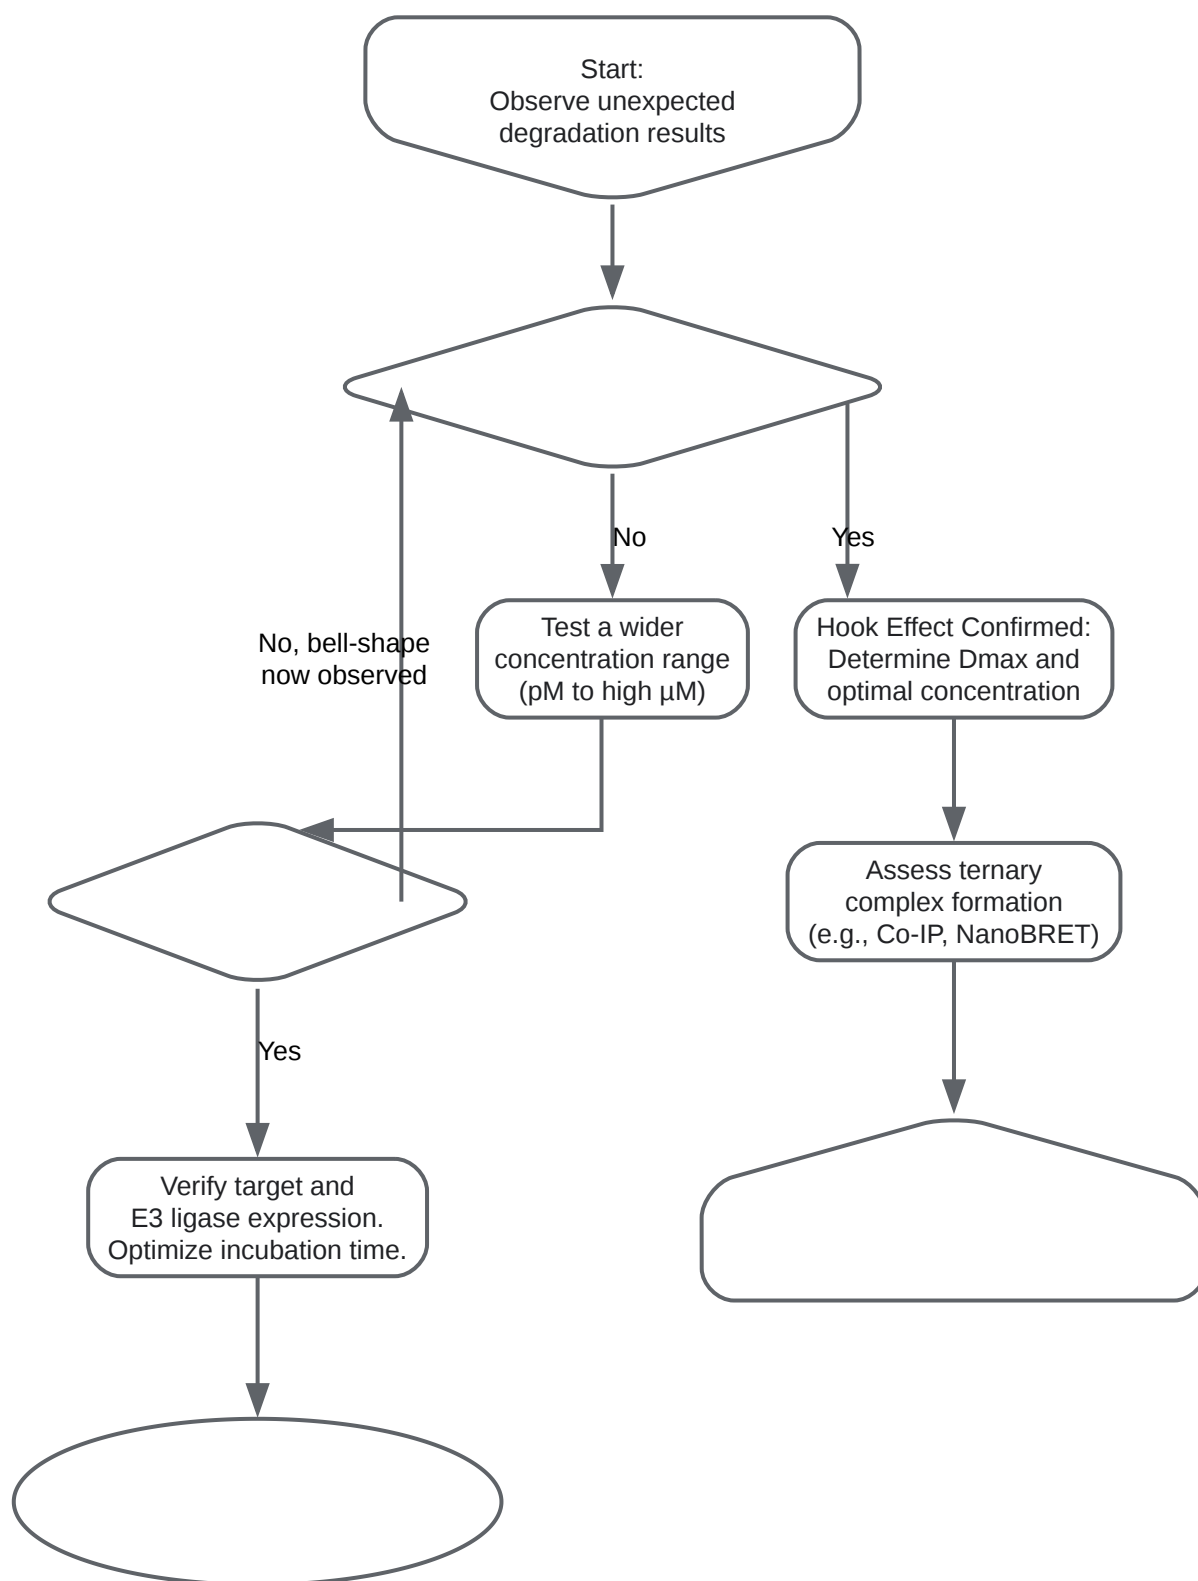 Start:
Observe unexpected
degradation results
No
Yes
Test a wider
concentration range
(pM to high µM)
Hook Effect Confirmed:
Determine Dmax and
optimal concentration
No, bell-shape
now observed
Assess ternary
complex formation
(e.g., Co-IP, NanoBRET)
Yes
Verify target and
E3 ligase expression.
Optimize incubation time.